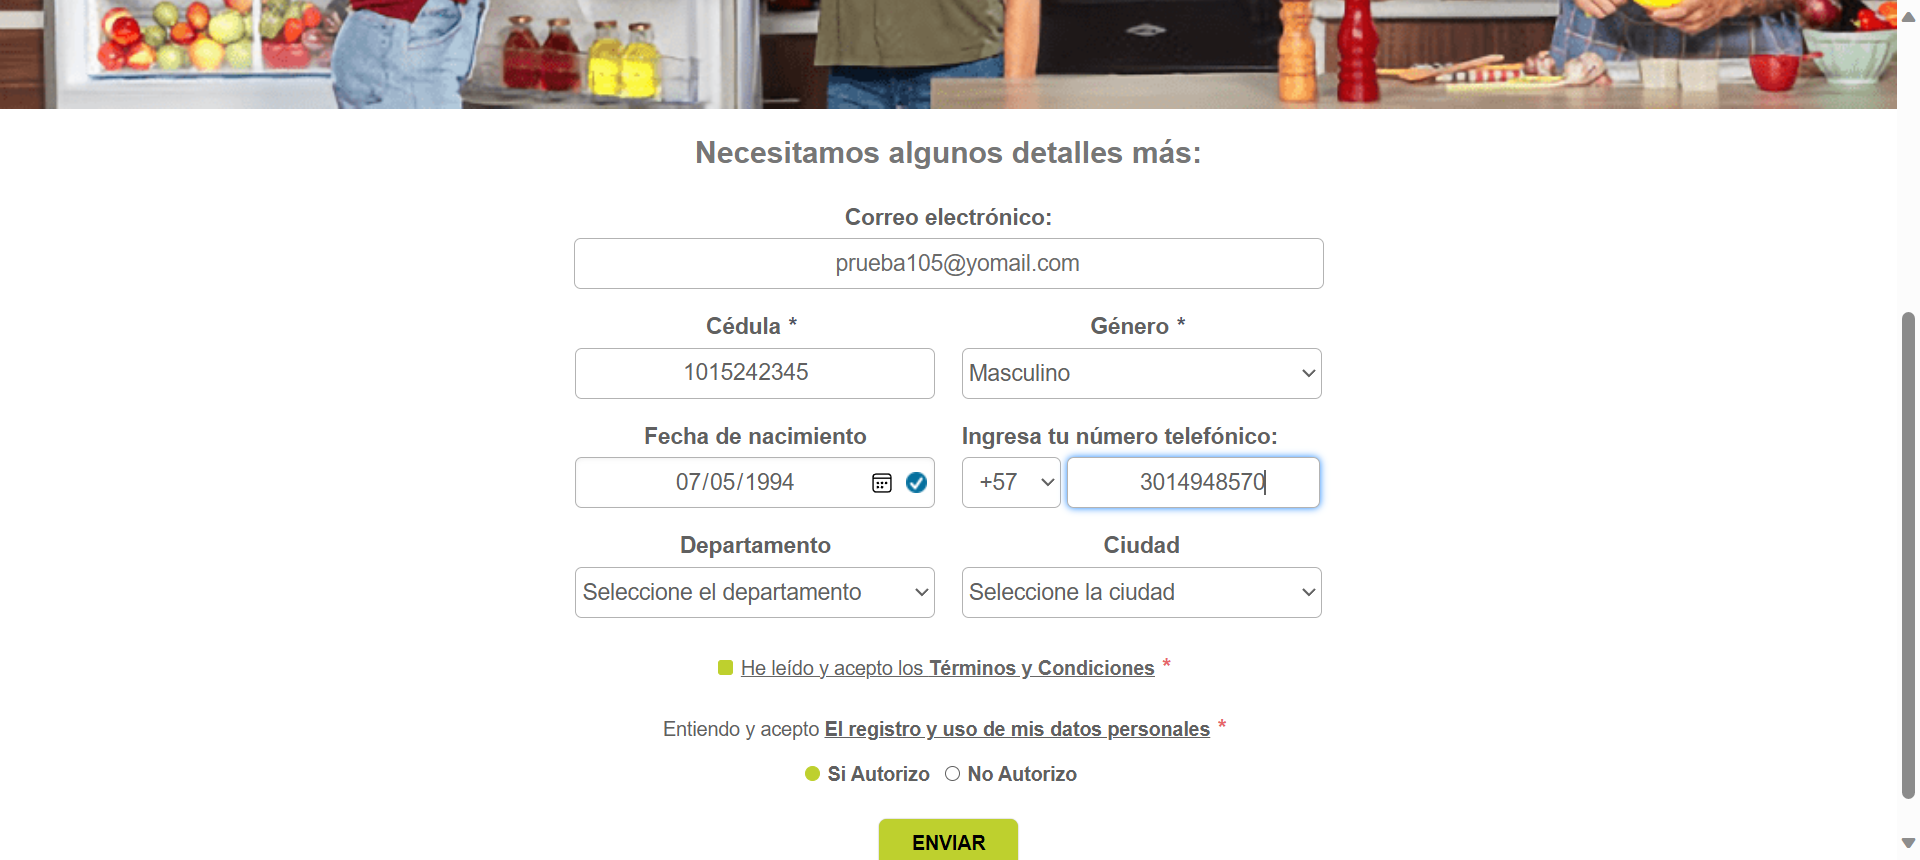 Necesitamos algunos detalles más:
Correo electrónico:
prueba105@yomail.com
Cédula *
Género *
1015242345
Masculino
Fecha de nacimiento
Ingresa tu número telefónico:
07/05/1994
+57
3014948570
Departamento
Ciudad
Seleccione el departamento
Seleccione la ciudad
He leído y acepto los Términos y Condiciones *
Entiendo y acepto El registro y uso de mis datos personales *
Si Autorizo
No Autorizo
ENVIAR